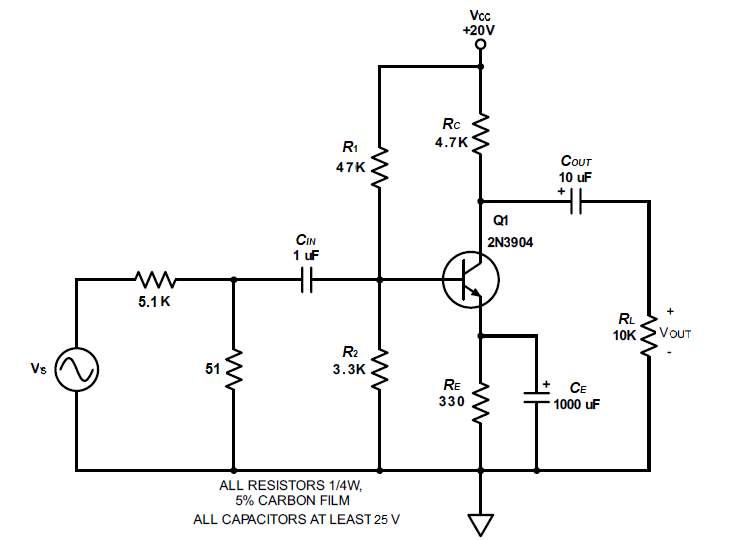 Vcc
+20V
Rc
4.7K
R1
47K
COUT
10 uF
+
Q1
2N3904
CIN
1 uF
5.1K
RL
10K
+
VOUT
-
Vs
51
R2
3.3K
RE
330
+
CE
1000 uF
ALL RESISTORS 1/4W,
5% CARBON FILM
ALL CAPACITORS AT LEAST 25 V